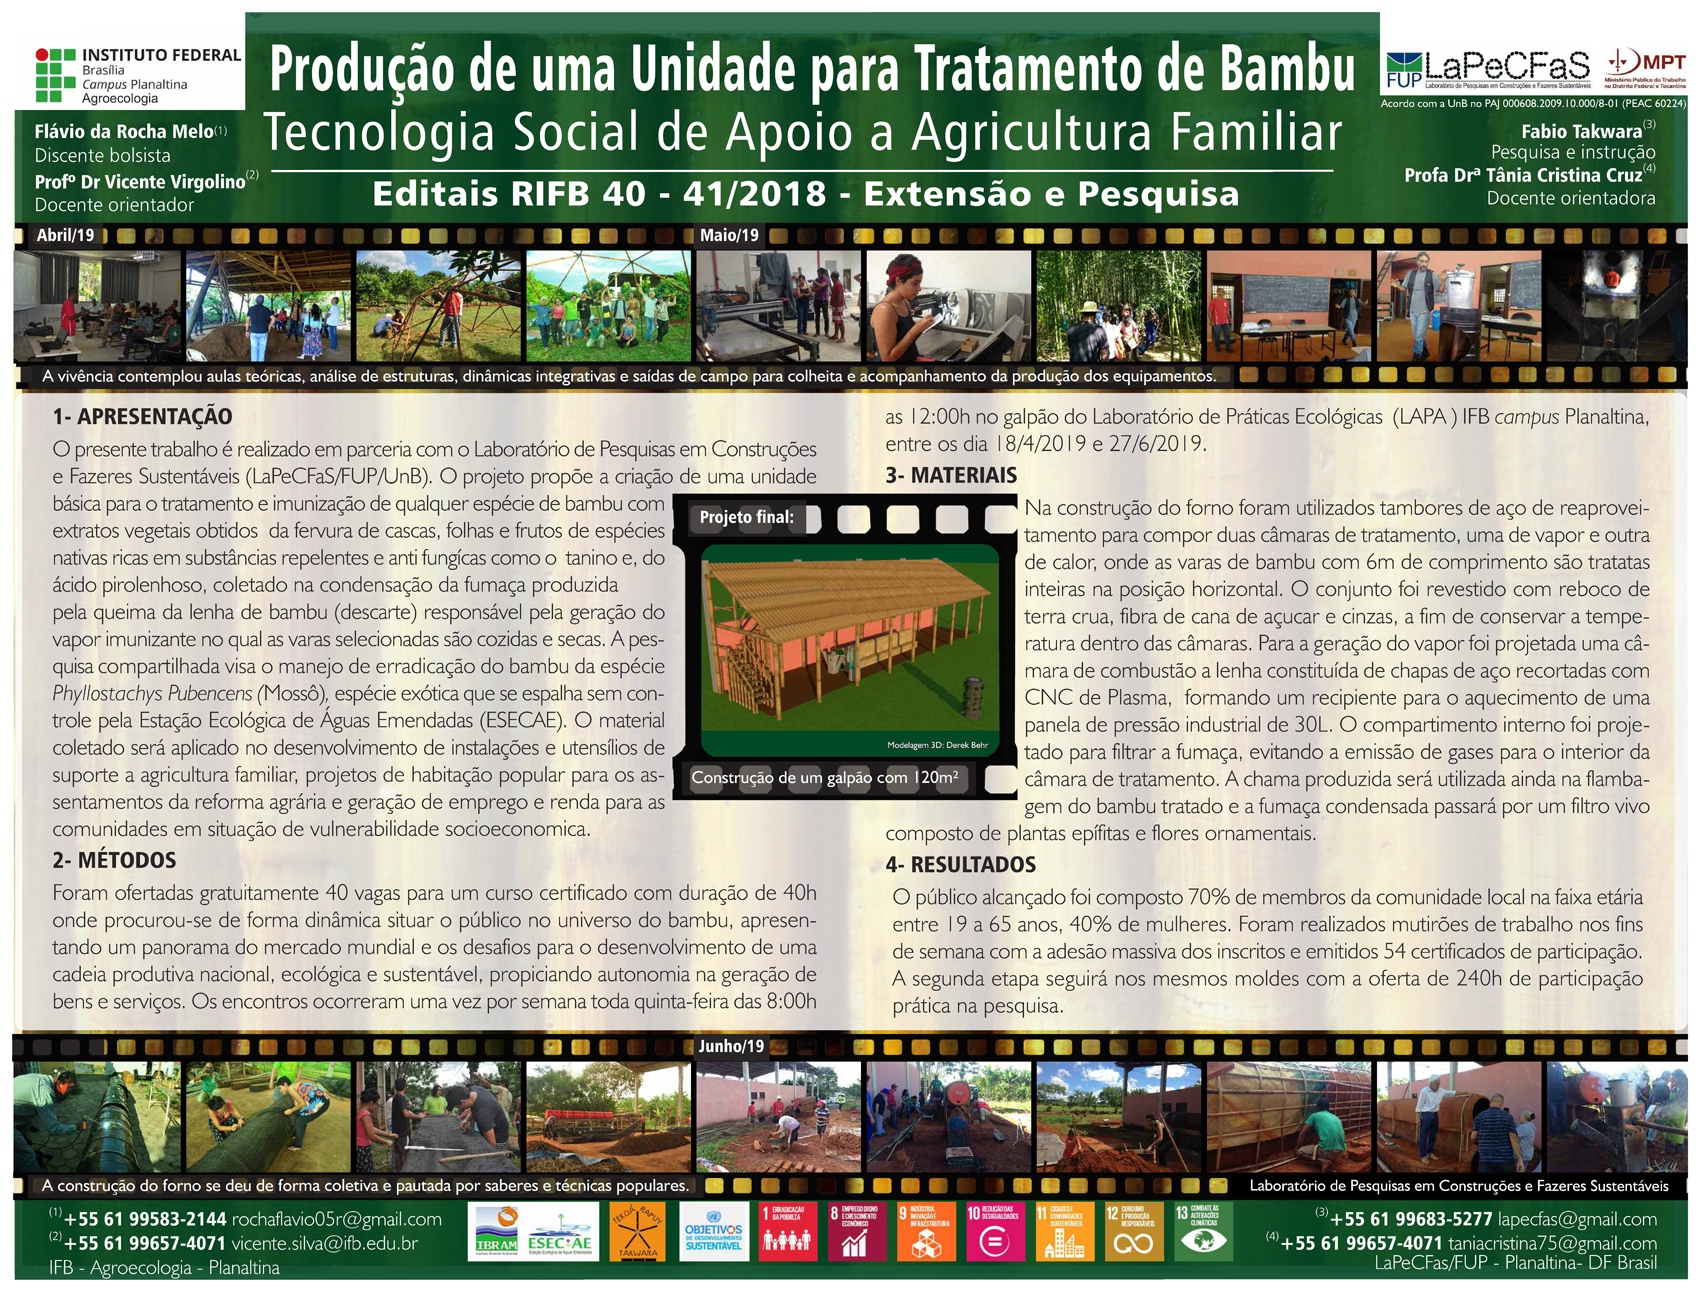 INSTITUTO FEDERAL
Brasília
Campus Planaltina
Agroecologia
Produção de uma Unidade para Tratamento de Bambu
Tecnologia Social de Apoio a Agricultura Familiar
Editais RIFB 40 - 41/2018 - Extensão e Pesquisa
FUP
LaPeCFaS
Laboratório de Pesquisas em Construções e Fazeres Sustentáveis
MPT
Ministério Público do Trabalho
no Distrito Federal e Tocantins
Acordo com a UnB no PAJ 000608.2009.10.000/8-01 (PEAC 60224)
Flávio da Rocha Melo(1)
Discente bolsista
Profº Dr Vicente Virgolino(2)
Docente orientador
Fabio Takwara(3)
Pesquisa e instrução
Profa Drª Tânia Cristina Cruz(4)
Docente orientadora
Abril/19
Maio/19
A vivência contemplou aulas teóricas, análise de estruturas, dinâmicas integrativas e saídas de campo para colheita e acompanhamento da produção dos equipamentos.
1- APRESENTAÇÃO
O presente trabalho é realizado em parceria com o Laboratório de Pesquisas em Construções
e Fazeres Sustentáveis (LaPeCFaS/FUP/UnB). O projeto propõe a criação de uma unidade
básica para o tratamento e imunização de qualquer espécie de bambu com
extratos vegetais obtidos da fervura de cascas, folhas e frutos de espécies
nativas ricas em substâncias repelentes e anti fungícas como o tanino e, do
ácido pirolenhoso, coletado na condensação da fumaça produzida
pela queima da lenha de bambu (descarte) responsável pela geração do
vapor imunizante no qual as varas selecionadas são cozidas e secas. A pes-
quisa compartilhada visa o manejo de erradicação do bambu da espécie
Phyllostachys Pubencens (Mossô), espécie exótica que se espalha sem con-
trole pela Estação Ecológica de Águas Emendadas (ESECAE). O material
coletado será aplicado no desenvolvimento de instalações e utensílios de
suporte a agricultura familiar, projetos de habitação popular para os as-
sentamentos da reforma agrária e geração de emprego e renda para as
comunidades em situação de vulnerabilidade socioeconomica.
2- MÉTODOS
Foram ofertadas gratuitamente 40 vagas para um curso certificado com duração de 40h
onde procurou-se de forma dinâmica situar o público no universo do bambu, apresen-
tando um panorama do mercado mundial e os desafios para o desenvolvimento de uma
cadeia produtiva nacional, ecológica e sustentável, propiciando autonomia na geração de
bens e serviços. Os encontros ocorreram uma vez por semana toda quinta-feira das 8:00h
as 12:00h no galpão do Laboratório de Práticas Ecológicas (LAPA ) IFB campus Planaltina,
entre os dia 18/4/2019 e 27/6/2019.
Projeto final:
Modelagem 3D: Derek Behr
Construção de um galpão com 120m²
3- MATERIAIS
Na construção do forno foram utilizados tambores de aço de reaprovei-
tamento para compor duas câmaras de tratamento, uma de vapor e outra
de calor, onde as varas de bambu com 6m de comprimento são tratatas
inteiras na posição horizontal. O conjunto foi revestido com reboco de
terra crua, fibra de cana de açucar e cinzas, a fim de conservar a tempe-
ratura dentro das câmaras. Para a geração do vapor foi projetada uma câ-
mara de combustão a lenha constituída de chapas de aço recortadas com
CNC de Plasma, formando um recipiente para o aquecimento de uma
panela de pressão industrial de 30L. O compartimento interno foi proje-
tado para filtrar a fumaça, evitando a emissão de gases para o interior da
câmara de tratamento. A chama produzida será utilizada ainda na flamba-
gem do bambu tratado e a fumaça condensada passará por um filtro vivo
composto de plantas epífitas e flores ornamentais.
4- RESULTADOS
O público alcançado foi composto 70% de membros da comunidade local na faixa etária
entre 19 a 65 anos, 40% de mulheres. Foram realizados mutirões de trabalho nos fins
de semana com a adesão massiva dos inscritos e emitidos 54 certificados de participação.
A segunda etapa seguirá nos mesmos moldes com a oferta de 240h de participação
prática na pesquisa.
Junho/19
A construção do forno se deu de forma coletiva e pautada por saberes e técnicas populares.
Laboratório de Pesquisas em Construções e Fazeres Sustentáveis
(1)+55 61 99583-2144 rochaflavio05r@gmail.com
(2)+55 61 99657-4071 vicente.silva@ifb.edu.br
IFB - Agroecologia - Planaltina
IBRAM
ESEC-AE
TEKOA RAPUY
TAKWARA
OBJETIVOS
DE DESENVOLVIMENTO
SUSTENTÁVEL
1 ERRADICAÇÃO DA POBREZA
8 EMPREGO DIGNO E CRESCIMENTO ECONÔMICO
9 INDÚSTRIA, INOVAÇÃO E INFRAESTRUTURA
10 REDUÇÃO DAS DESIGUALDADES
11 CIDADES E COMUNIDADES SUSTENTÁVEIS
12 CONSUMO E PRODUÇÃO RESPONSÁVEIS
13 COMBATE ÀS ALTERAÇÕES CLIMÁTICAS
(3)+55 61 99683-5277 lapecfas@gmail.com
(4)+55 61 99657-4071 taniacristina75@gmail.com
LaPeCFas/FUP - Planaltina- DF Brasil